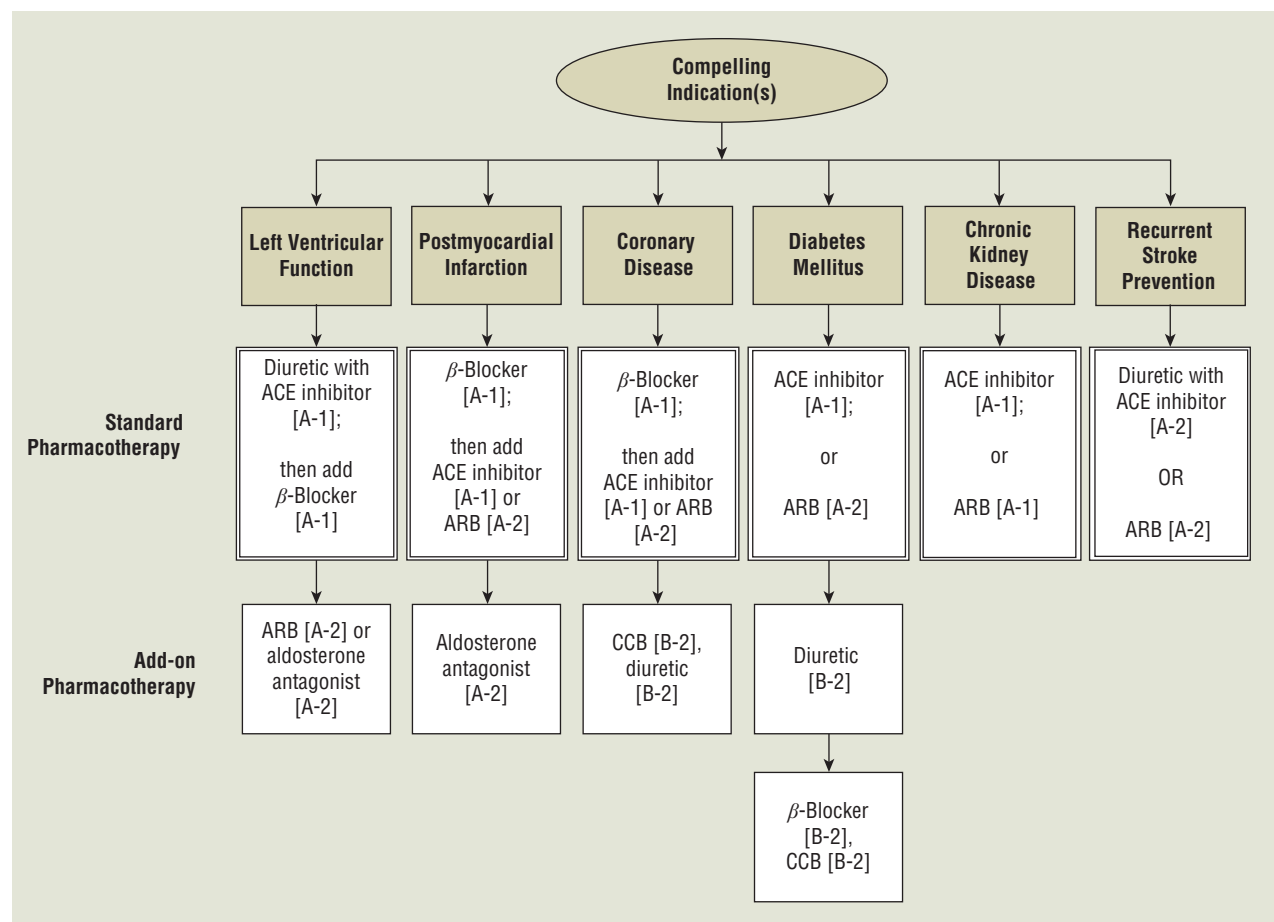 Compelling
Indication(s)
Left Ventricular
Function
Postmyocardial
Infarction
Coronary
Disease
Diabetes
Mellitus
Chronic
Kidney
Disease
Recurrent
Stroke
Prevention
Standard
Pharmacotherapy
Diuretic with
ACE inhibitor
[A-1];
then add
β-Blocker
[A-1]
β-Blocker
[A-1];
then add
ACE inhibitor
[A-1] or
ARB [A-2]
β-Blocker
[A-1];
then add
ACE inhibitor
[A-1] or ARB
[A-2]
ACE inhibitor
[A-1];
or
ARB [A-2]
ACE inhibitor
[A-1];
or
ARB [A-1]
Diuretic with
ACE inhibitor
[A-2]
OR
ARB [A-2]
Add-on
Pharmacotherapy
ARB [A-2] or
aldosterone
antagonist
[A-2]
Aldosterone
antagonist
[A-2]
CCB [B-2],
diuretic
[B-2]
Diuretic
[B-2]
β-Blocker
[B-2],
CCB [B-2]